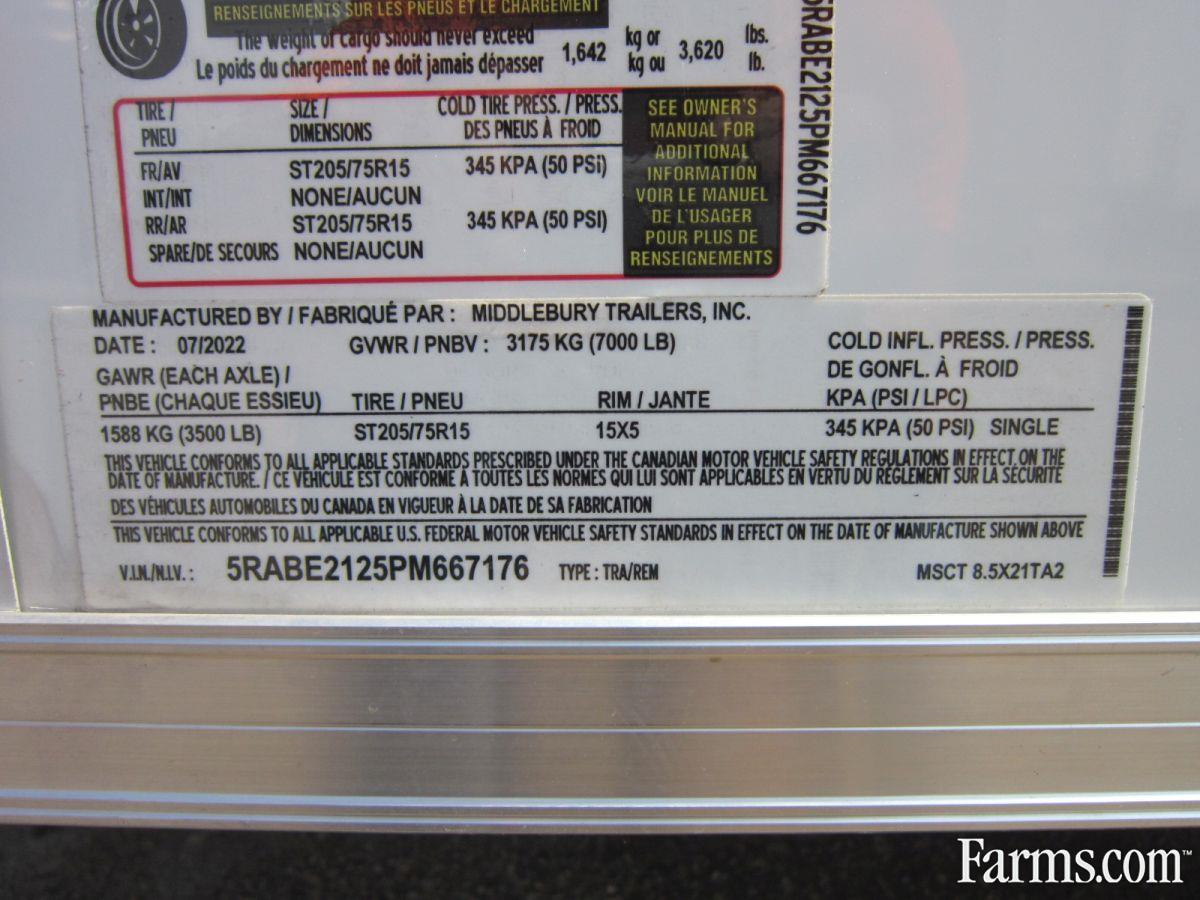 RENSEIGNEMENTS SUR LES PNEUS ET LE CHARGEMENT
The weight of cargo should never exceed
Le poids du chargement ne doit jamais dépasser
1,642 kg or kg ou 3,620 lbs. lb.
TIRE / PNEU SIZE / DIMENSIONS COLD TIRE PRESS. / PRESS. DES PNEUS À FROID
FR/AV ST205/75R15 345 KPA (50 PSi)
INT/INT NONE/AUCUN
RR/AR ST205/75R15 345 KPA (50 PSI)
SPARE/DE SECOURS NONE/AUCUN
SEE OWNER'S
MANUAL FOR
ADDITIONAL
INFORMATION
VOIR LE MANUEL
DE L'USAGER
POUR PLUS DE
RENSEIGNEMENTS
5RABE2125PM667176
MANUFACTURED BY / FABRIQUÉ PAR : MIDDLEBURY TRAILERS, INC.
DATE : 07/2022 GVWR / PNBV : 3175 KG (7000 LB) COLD INFL. PRESS. / PRESS.
GAWR (EACH AXLE) / DE GONFL. À FROID
PNBE (CHAQUE ESSIEU) TIRE / PNEU RIM / JANTE KPA (PSI / LPC)
1588 KG (3500 LB) ST205/75R15 15X5 345 KPA (50 PSI) SINGLE
THIS VEHICLE CONFORMS TO ALL APPLICABLE STANDARDS PRESCRIBED UNDER THE CANADIAN MOTOR VEHICLE SAFETY REGULATIONS IN EFFECT ON THE
DATE OF MANUFACTURE. / CE VÉHICULE EST CONFORME À TOUTES LES NORMES QUI LUI SONT APPLICABLES EN VERTU DU RÈGLEMENT SUR LA SÉCURITÉ
DES VÉHICULES AUTOMOBILES DU CANADA EN VIGUEUR À LA DATE DE SA FABRICATION
THIS VEHICLE CONFORMS TO ALL APPLICABLE U.S. FEDERAL MOTOR VEHICLE SAFETY STANDARDS IN EFFECT ON THE DATE OF MANUFACTURE SHOWN ABOVE
V.I.N./N.I.V. : 5RABE2125PM667176 TYPE : TRA/REM MSCT 8.5X21TA2
Farms.com™